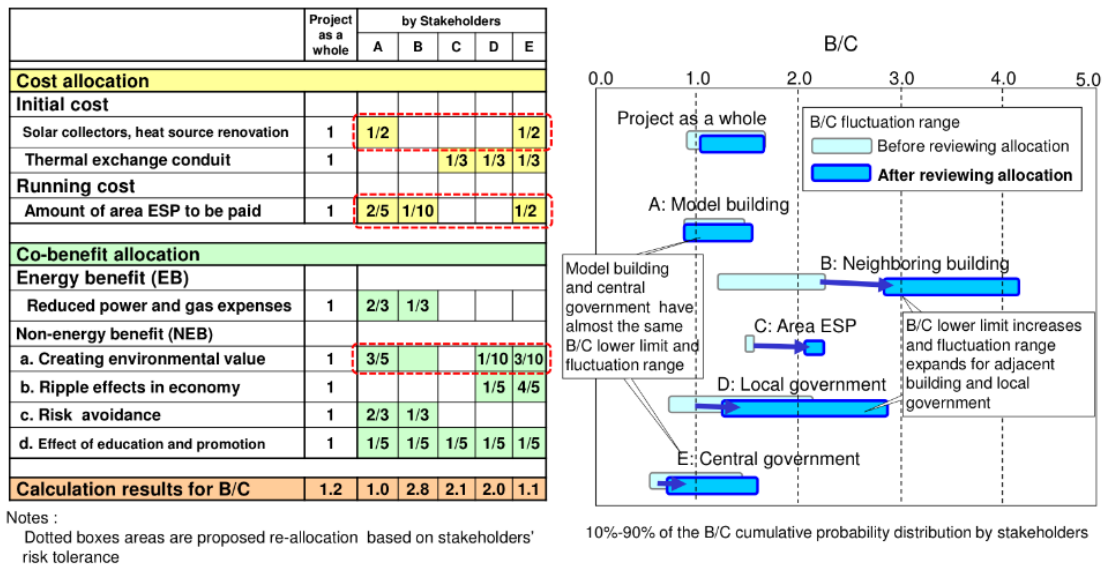 Project as a whole
by Stakeholders
A B C D E
Cost allocation
Initial cost
Solar collectors, heat source renovation 1 1/2 1/2
Thermal exchange conduit 1 1/3 1/3 1/3
Running cost
Amount of area ESP to be paid 1 2/5 1/10 1/2
Co-benefit allocation
Energy benefit (EB)
Reduced power and gas expenses 1 2/3 1/3
Non-energy benefit (NEB)
a. Creating environmental value 1 3/5 1/10 3/10
b. Ripple effects in economy 1 1/5 4/5
c. Risk avoidance 1 2/3 1/3
d. Effect of education and promotion 1 1/5 1/5 1/5 1/5 1/5
Calculation results for B/C 1.2 1.0 2.8 2.1 2.0 1.1
Notes :
Dotted boxes areas are proposed re-allocation based on stakeholders'
risk tolerance
B/C
0.0 1.0 2.0 3.0 4.0 5.0
Project as a whole
B/C fluctuation range
Before reviewing allocation
After reviewing allocation
A: Model building
B: Neighboring building
Model building
and central
government have
almost the same
B/C lower limit and
fluctuation range
C: Area ESP
B/C lower limit increases
and fluctuation range
expands for adjacent
building and local
government
D: Local government
E: Central government
10%-90% of the B/C cumulative probability distribution by stakeholders